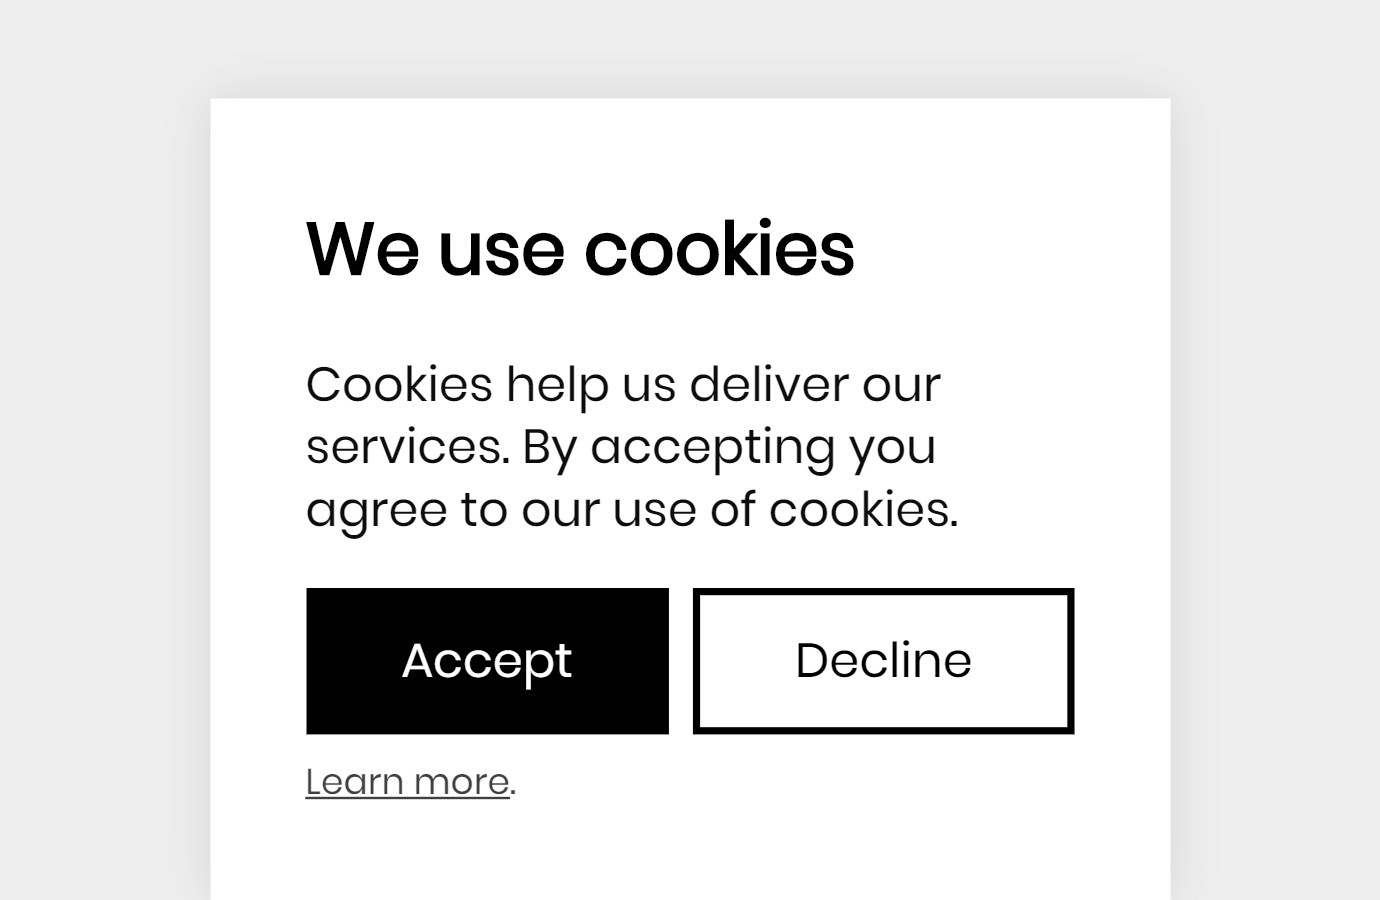 We use cookies
Cookies help us deliver our
services. By accepting you
agree to our use of cookies.
Accept Decline
Learn more.